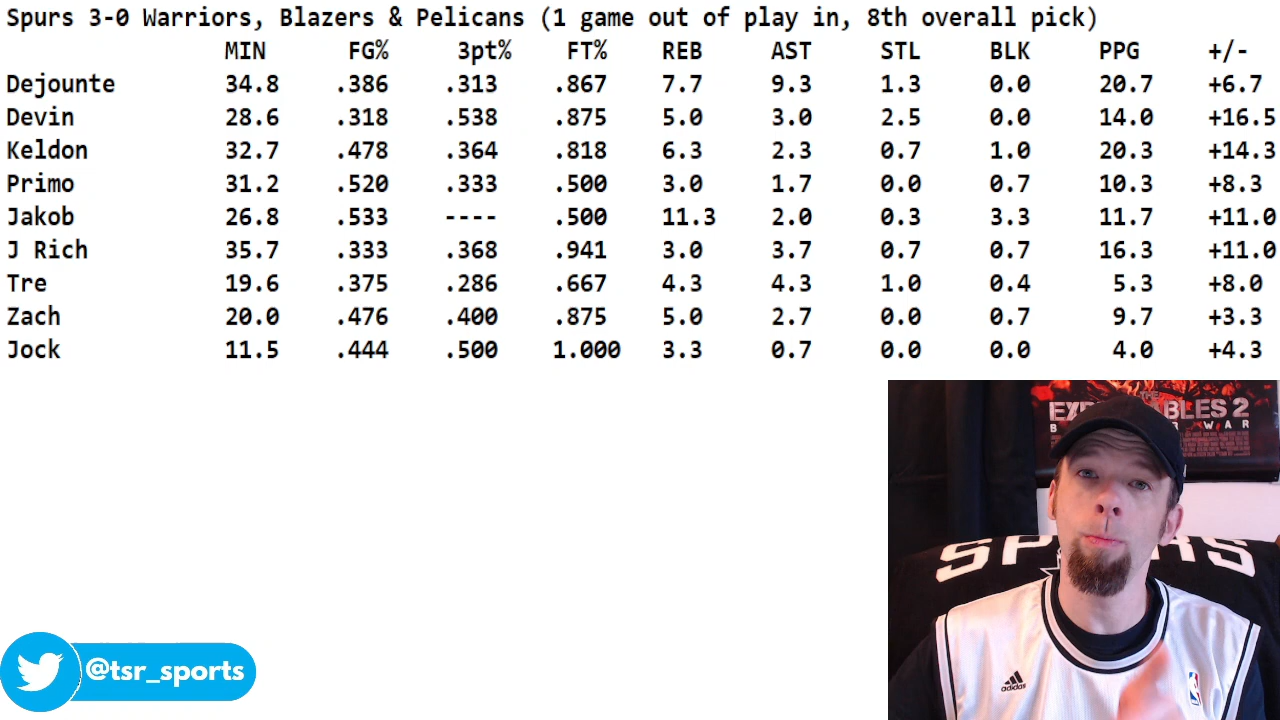 Spurs 3-0 Warriors, Blazers & Pelicans (1 game out of play in, 8th overall pick)
MIN FG% 3pt% FT% REB AST STL BLK PPG +/-
Dejounte 34.8 .386 .313 .867 7.7 9.3 1.3 0.0 20.7 +6.7
Devin 28.6 .318 .538 .875 5.0 3.0 2.5 0.0 14.0 +16.5
Keldon 32.7 .478 .364 .818 6.3 2.3 0.7 1.0 20.3 +14.3
Primo 31.2 .520 .333 .500 3.0 1.7 0.0 0.7 10.3 +8.3
Jakob 26.8 .533 ---- .500 11.3 2.0 0.3 3.3 11.7 +11.0
J Rich 35.7 .333 .368 .941 3.0 3.7 0.7 0.7 16.3 +11.0
Tre 19.6 .375 .286 .667 4.3 4.3 1.0 0.4 5.3 +8.0
Zach 20.0 .476 .400 .875 5.0 2.7 0.0 0.7 9.7 +3.3
Jock 11.5 .444 .500 1.000 3.3 0.7 0.0 0.0 4.0 +4.3
THE
WAR
adidas
@tsr_sports